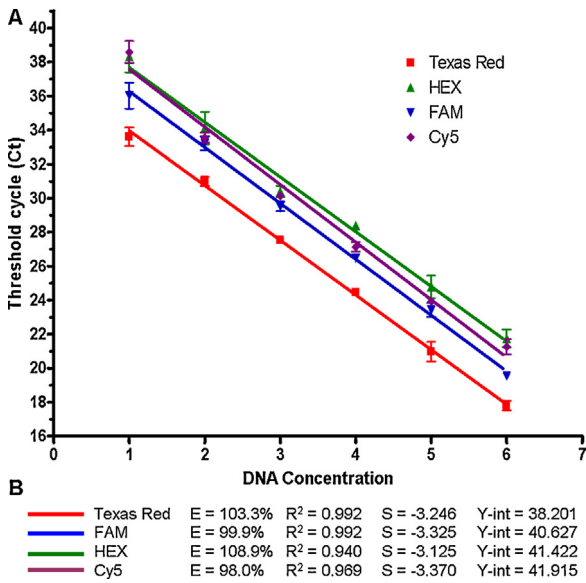 A
Texas Red
HEX
FAM
Cy5
Threshold cycle (Ct)
40
38
36
34
32
30
28
26
24
22
20
18
16
0 1 2 3 4 5 6 7
DNA Concentration
B
Texas Red E = 103.3% R² = 0.992 S = -3.246 Y-int = 38.201
FAM E = 99.9% R² = 0.992 S = -3.325 Y-int = 40.627
HEX E = 108.9% R² = 0.940 S = -3.125 Y-int = 41.422
Cy5 E = 98.0% R² = 0.969 S = -3.370 Y-int = 41.915